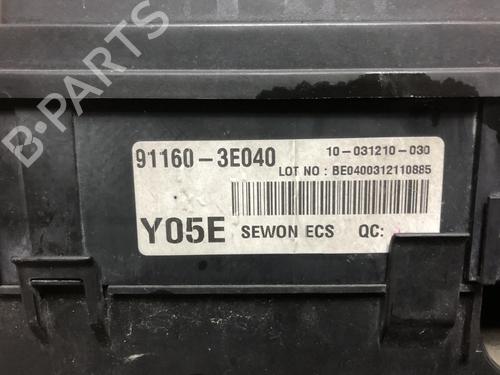 B-PARTS
91160-3E040
10-031210-030
LOT NO : BE0400312110885
Y05E
SEWON ECS QC: